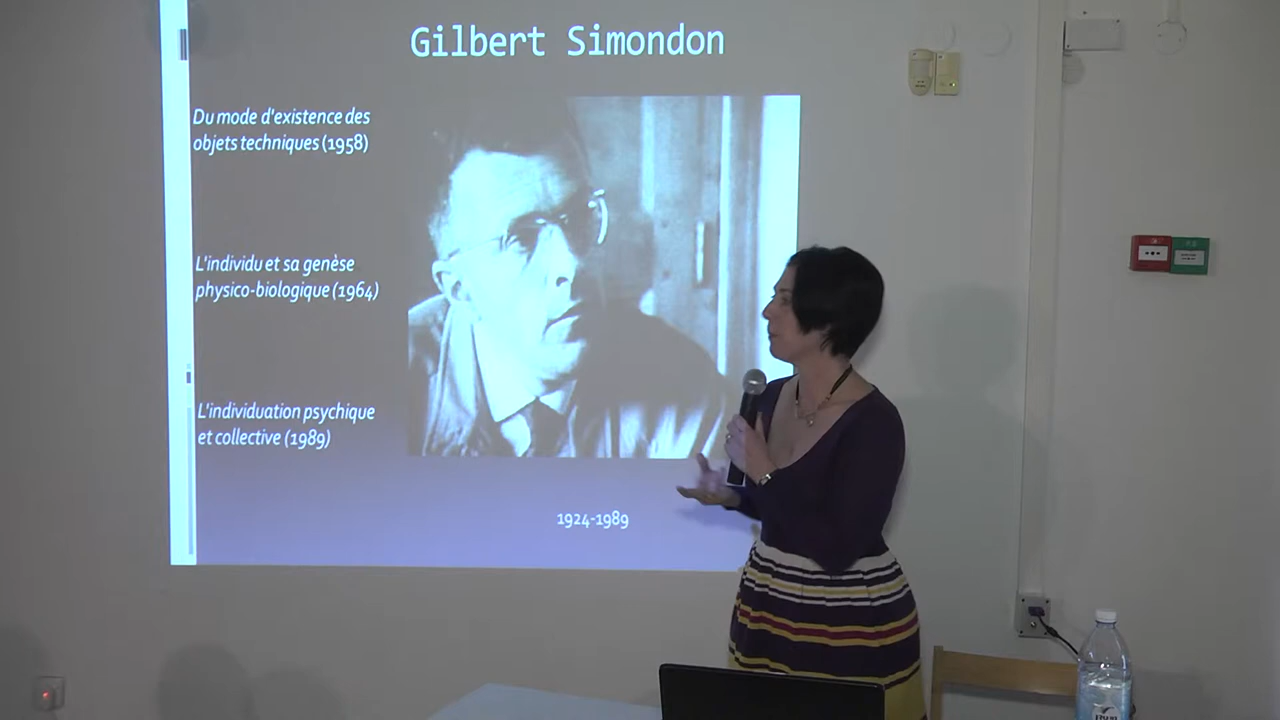 Gilbert Simondon
Du mode d'existence des
objets techniques (1958)
L'individu et sa genèse
physico-biologique (1964)
L'individuation psychique
et collective (1989)
1924-1989